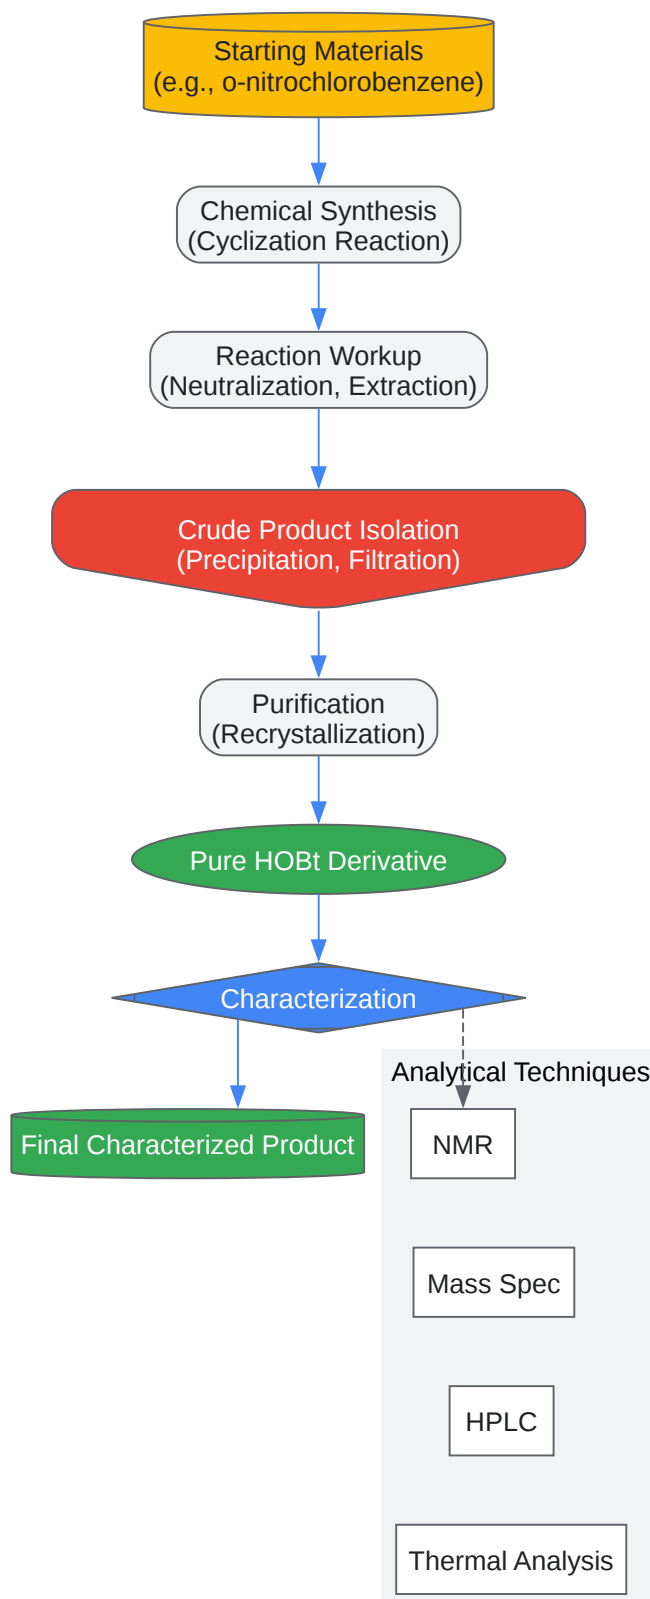 Starting Materials
(e.g., o-nitrochlorobenzene)
Chemical Synthesis
(Cyclization Reaction)
Reaction Workup
(Neutralization, Extraction)
Crude Product Isolation
(Precipitation, Filtration)
Purification
(Recrystallization)
Pure HOBt Derivative
Characterization
Analytical Techniques
Final Characterized Product
NMR
Mass Spec
HPLC
Thermal Analysis